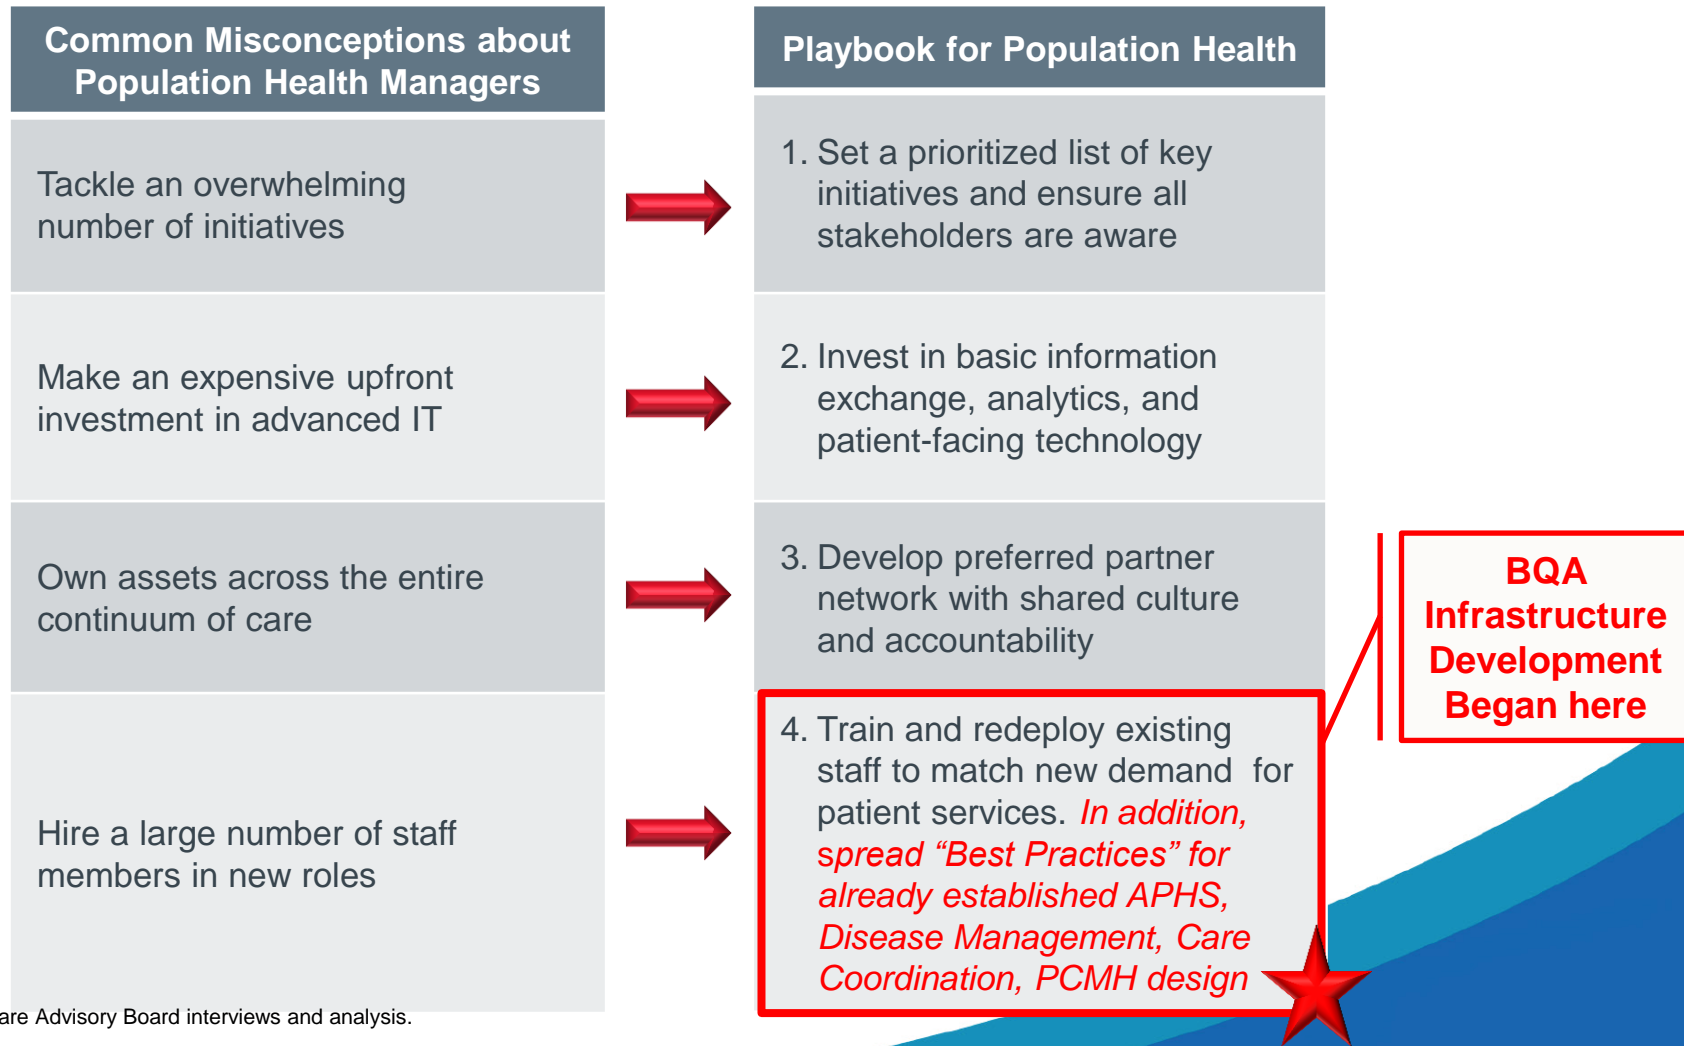 Common Misconceptions about
Population Health Managers
Playbook for Population Health
Tackle an overwhelming
number of initiatives
1. Set a prioritized list of key
initiatives and ensure all
stakeholders are aware
Make an expensive upfront
investment in advanced IT
2. Invest in basic information
exchange, analytics, and
patient-facing technology
Own assets across the entire
continuum of care
3. Develop preferred partner
network with shared culture
and accountability
BQA
Infrastructure
Development
Began here
Hire a large number of staff
members in new roles
4. Train and redeploy existing
staff to match new demand for
patient services. In addition,
spread “Best Practices” for
already established APHS,
Disease Management, Care
Coordination, PCMH design
are Advisory Board interviews and analysis.